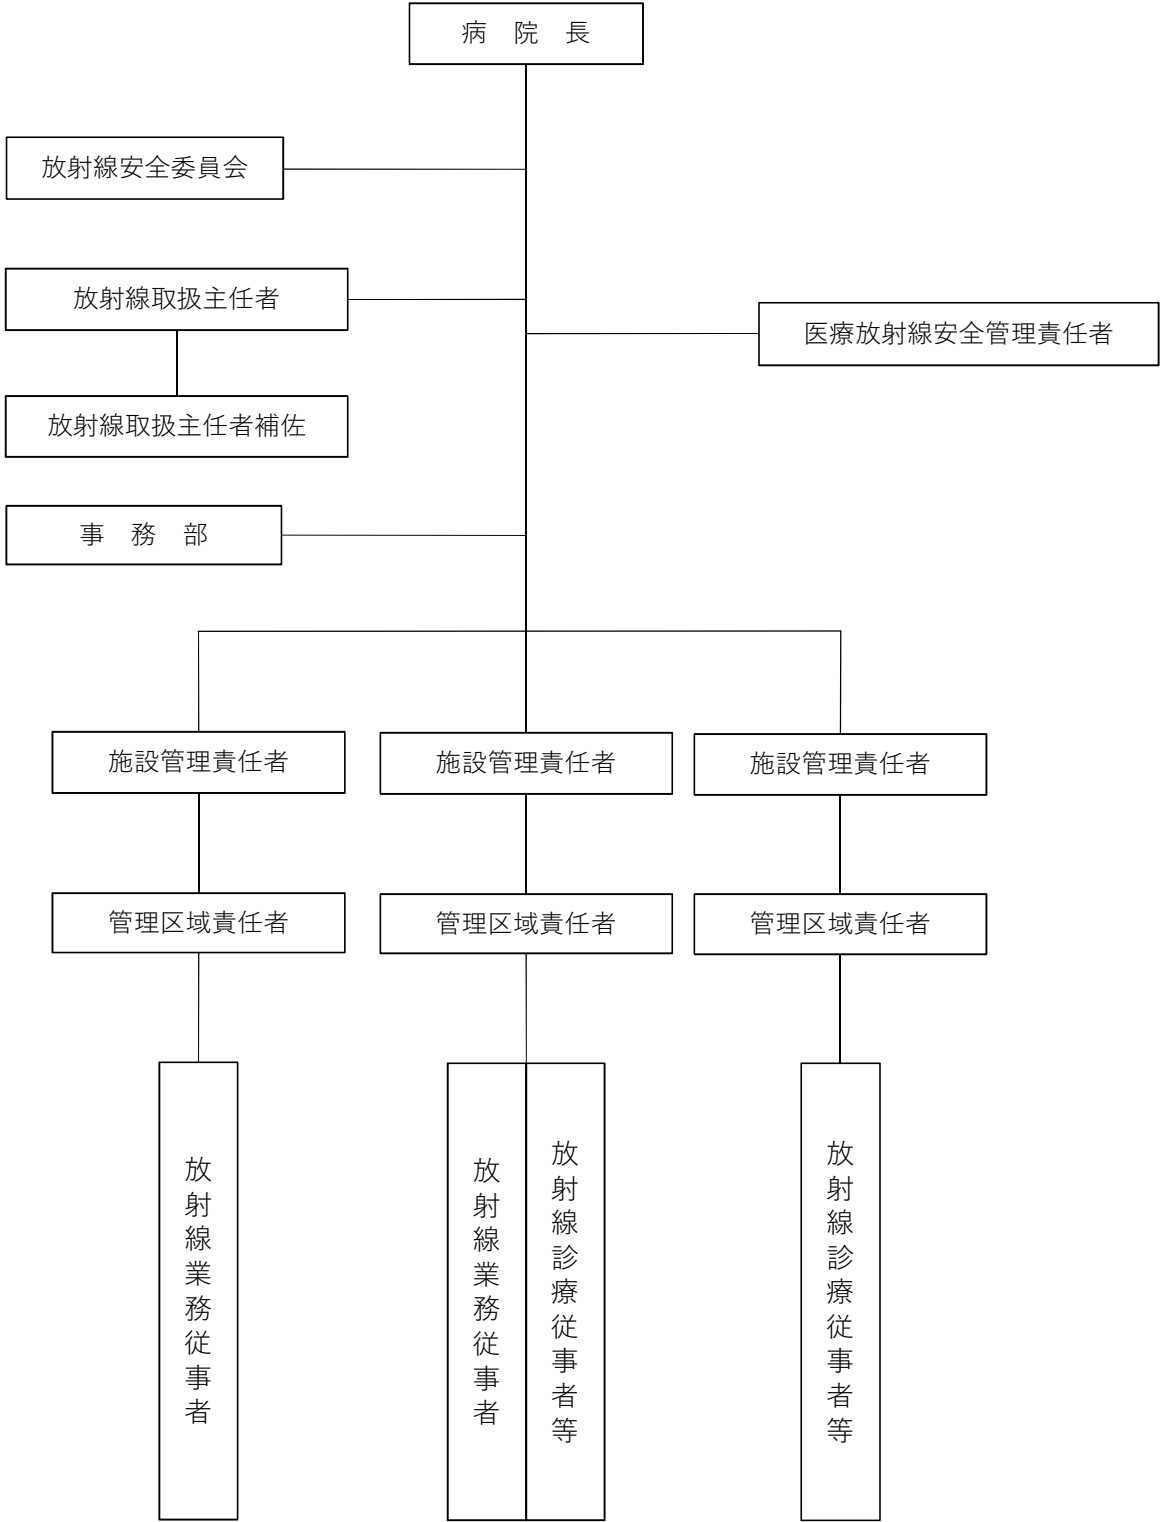 病　院　長
放射線安全委員会
放射線取扱主任者
医療放射線安全管理責任者
放射線取扱主任者補佐
事　務　部
施設管理責任者
施設管理責任者
施設管理責任者
管理区域責任者
管理区域責任者
管理区域責任者
放射線業務従事者
放射線業務従事者
放射線診療従事者等
放射線診療従事者等